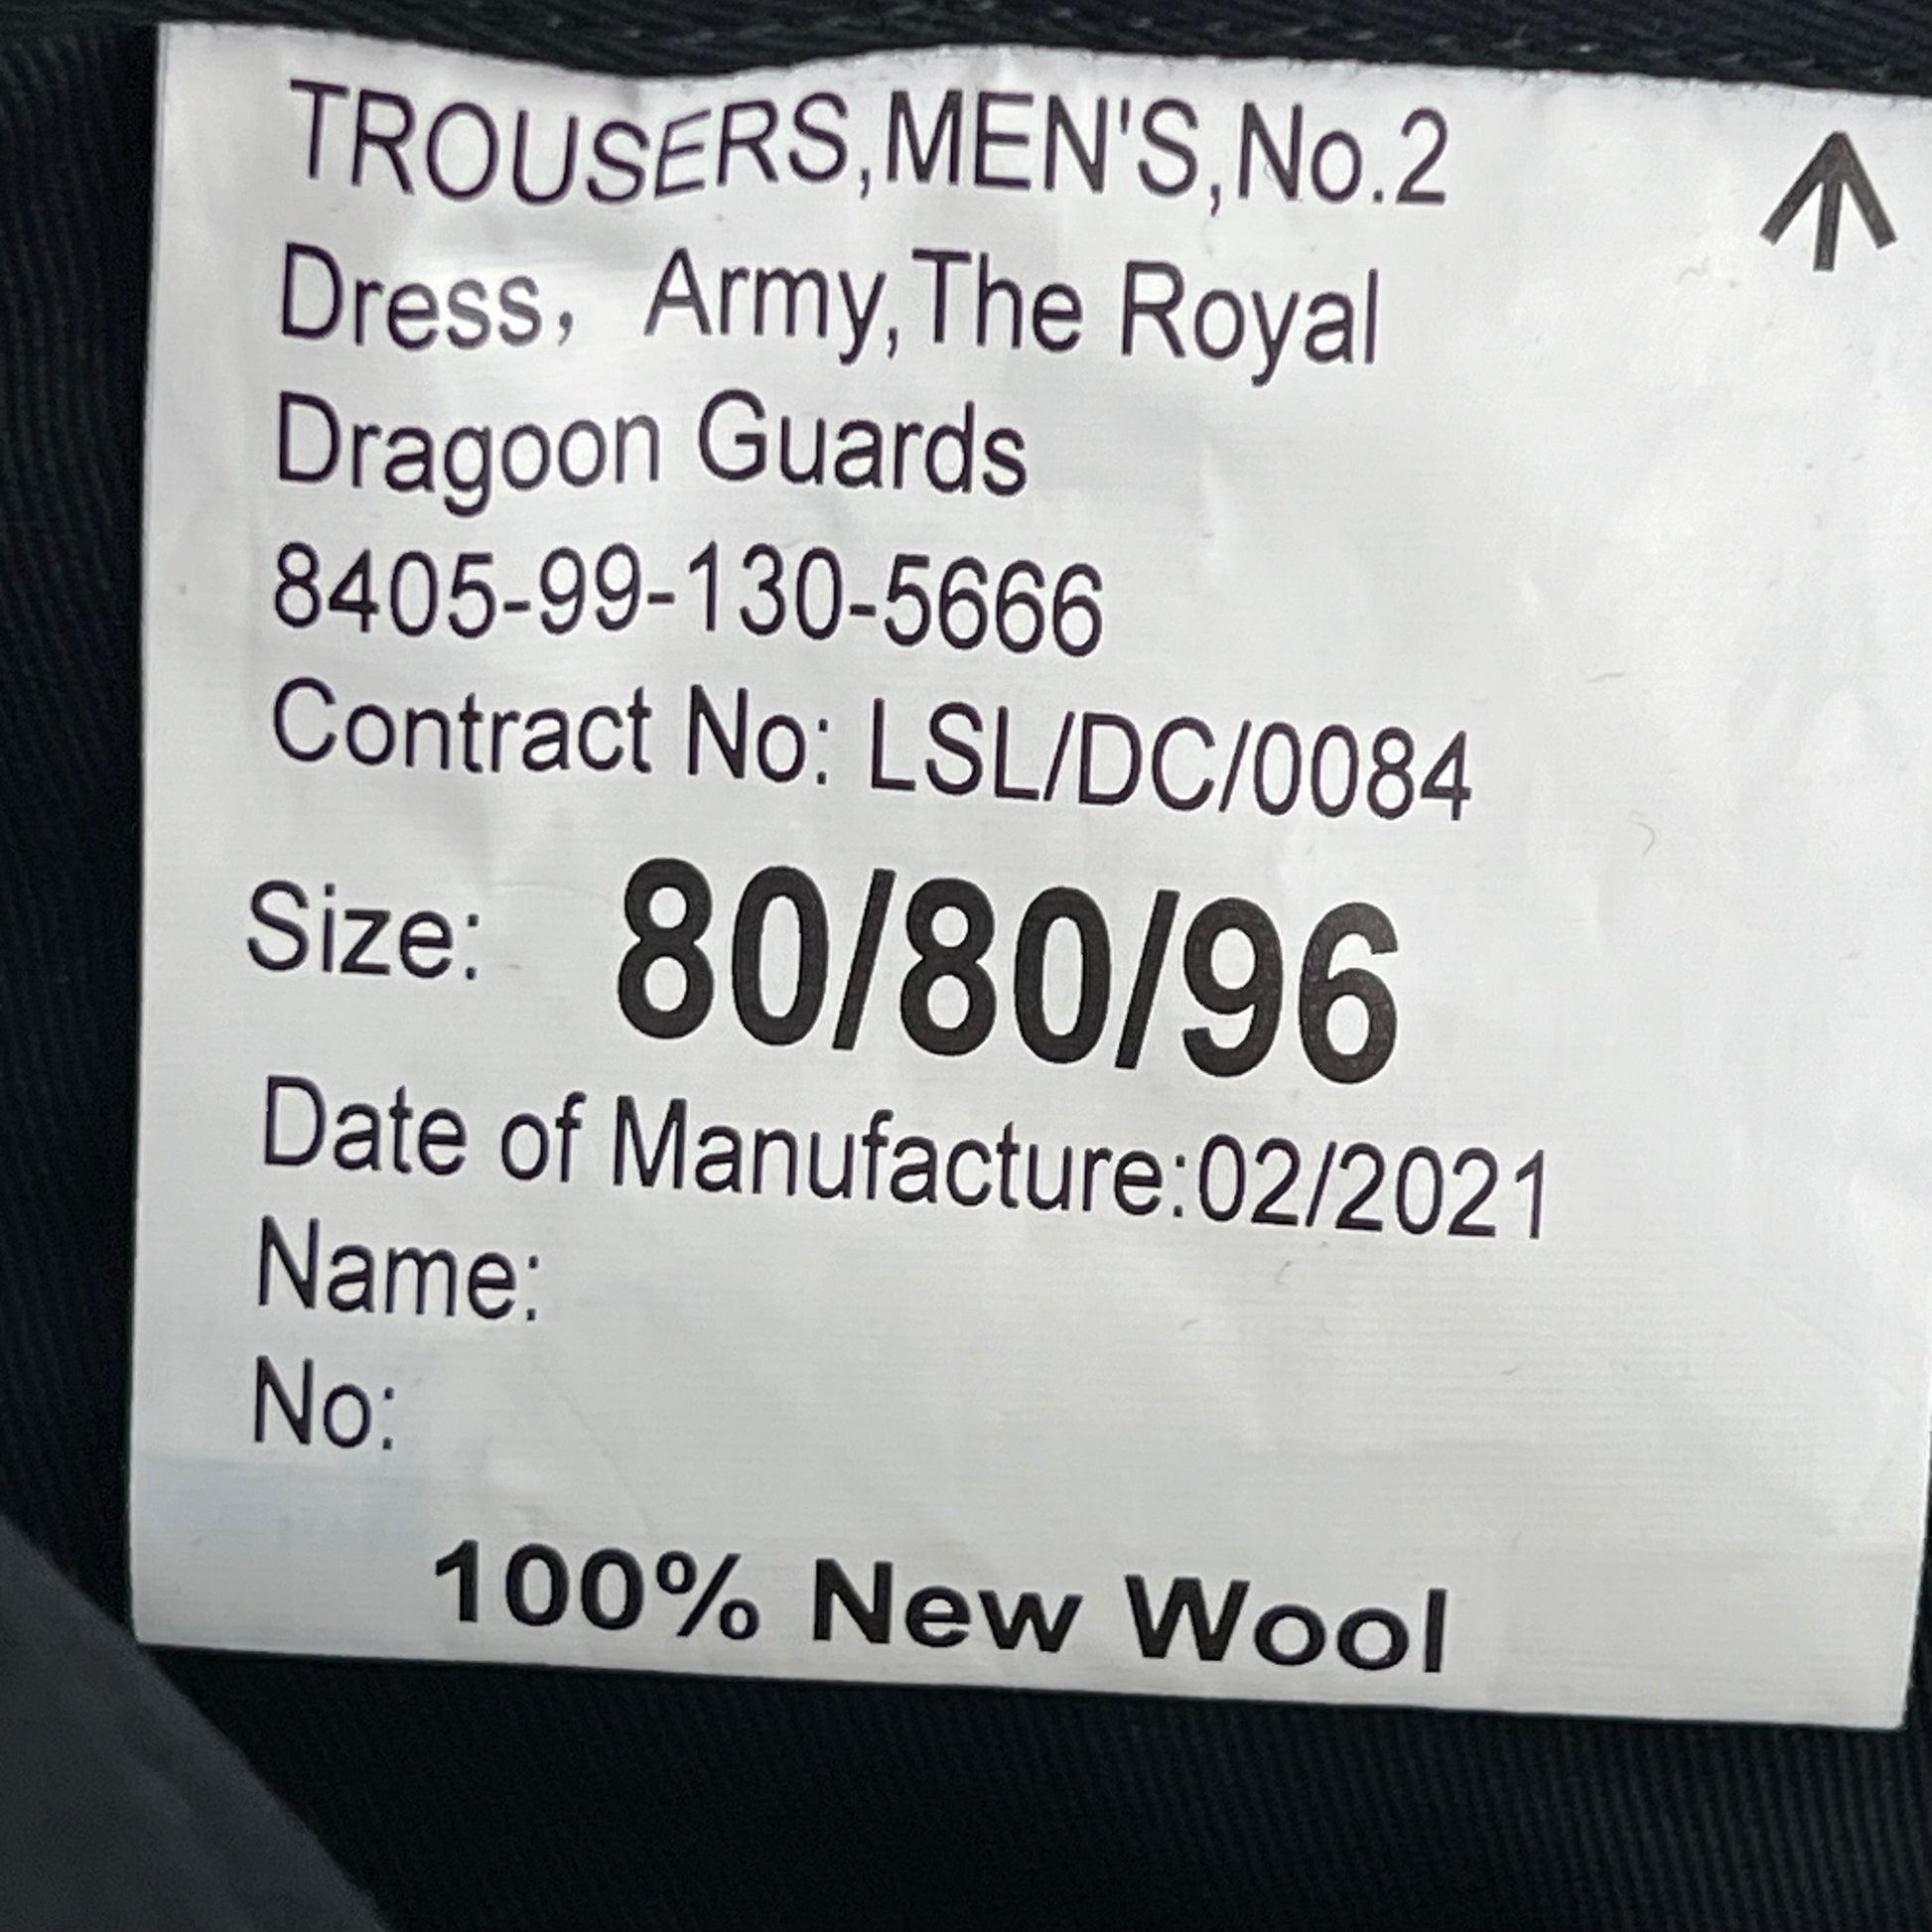 TROUSERS,MEN'S,No.2
Dress， Army,The Royal
Dragoon Guards
8405-99-130-5666
Contract No: LSL/DC/0084
Size: 80/80/96
Date of Manufacture:02/2021
Name:
No:
100% New Wool